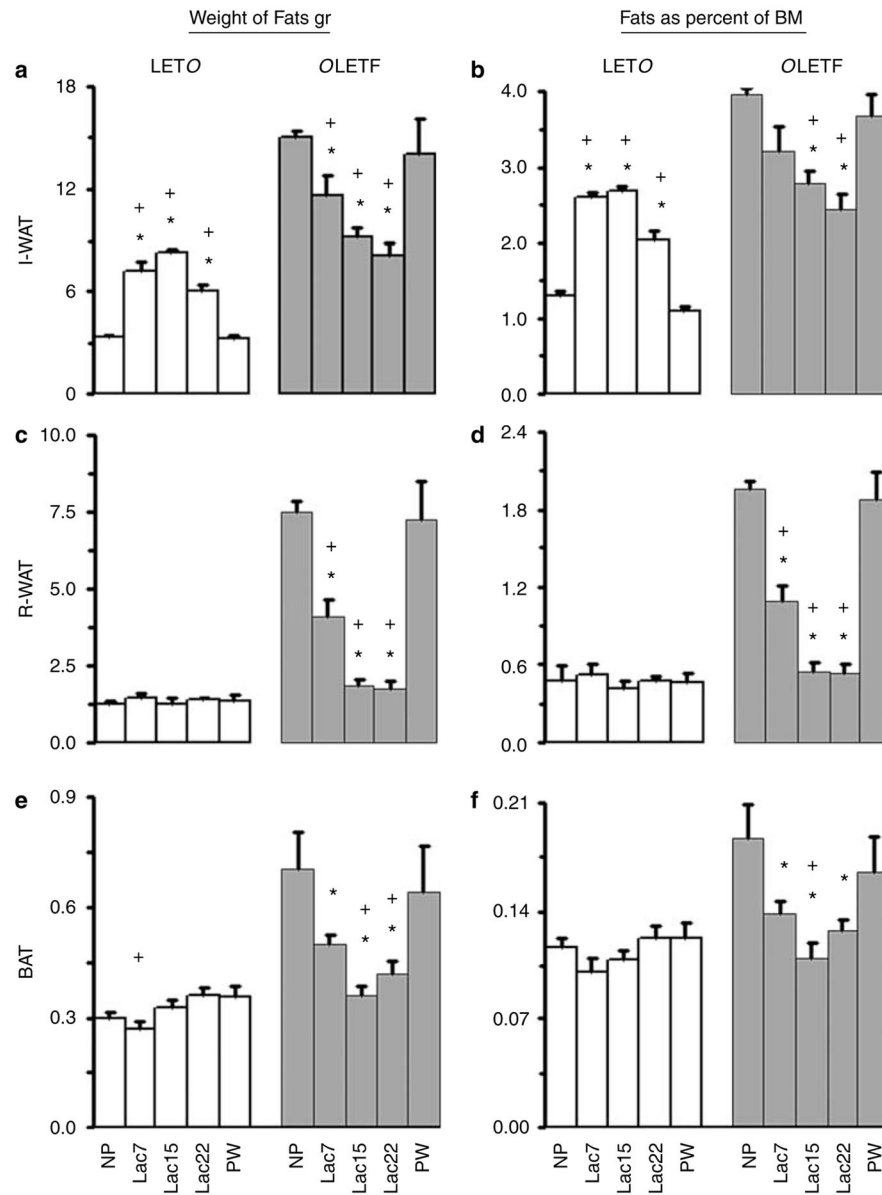 Weight of Fats gr
Fats as percent of BM
a
LETO
OLETF
b
LETO
OLETF
I-WAT
18
12
6
0
4.0
3.0
2.0
1.0
0.0
+ + + + + +
* * * * * *
+ + + + +
* * * * *
c
d
R-WAT
10.0
7.5
5.0
2.5
0.0
2.4
1.8
1.2
0.6
0.0
+ + +
* * *
+ + +
* * *
e
f
BAT
0.9
0.6
0.3
0.0
0.21
0.14
0.07
0.00
+ * + +
* *
* + *
*
NP Lac7 Lac15 Lac22 PW
NP Lac7 Lac15 Lac22 PW
NP Lac7 Lac15 Lac22 PW
NP Lac7 Lac15 Lac22 PW